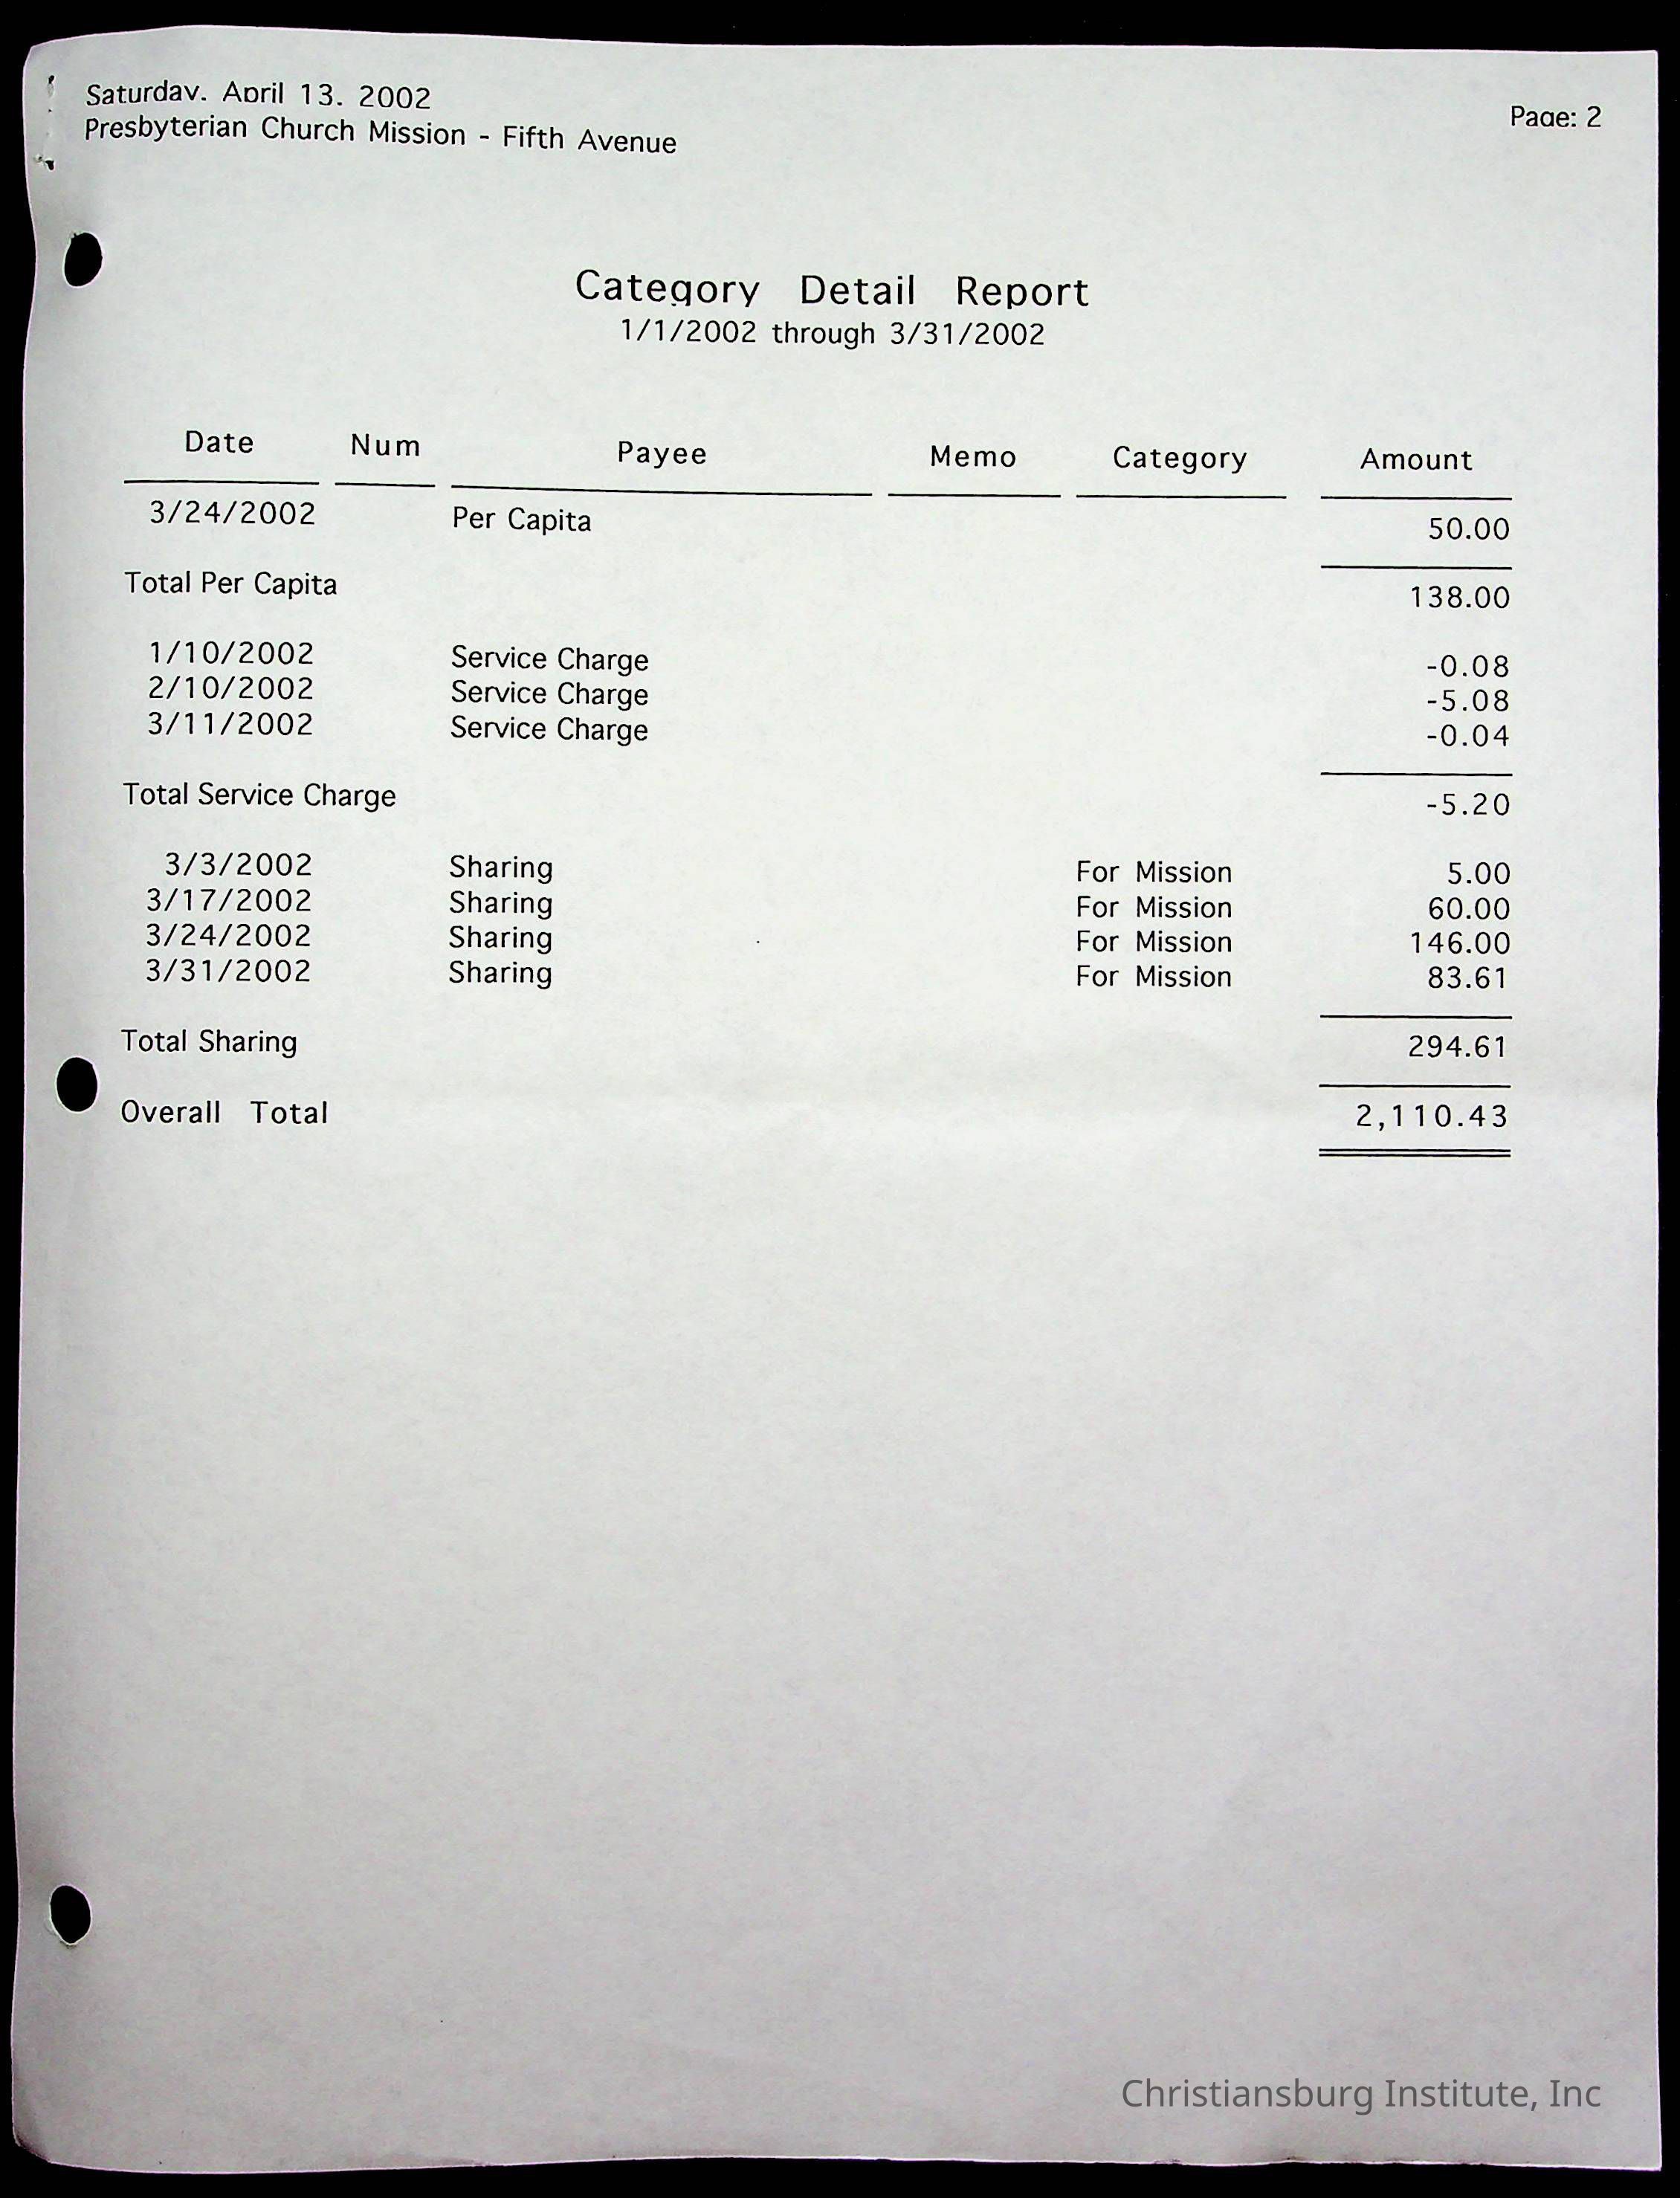 Saturday. April 13. 2002
Page: 2
Presbyterian Church Mission - Fifth Avenue
Category Detail Report
1/1/2002 through 3/31/2002
Date Num Payee Memo Category Amount
3/24/2002 Per Capita 50.00
Total Per Capita 138.00
1/10/2002 Service Charge -0.08
2/10/2002 Service Charge -5.08
3/11/2002 Service Charge -0.04
Total Service Charge -5.20
3/3/2002 Sharing For Mission 5.00
3/17/2002 Sharing For Mission 60.00
3/24/2002 Sharing For Mission 146.00
3/31/2002 Sharing For Mission 83.61
Total Sharing 294.61
Overall Total 2,110.43
Christiansburg Institute, Inc